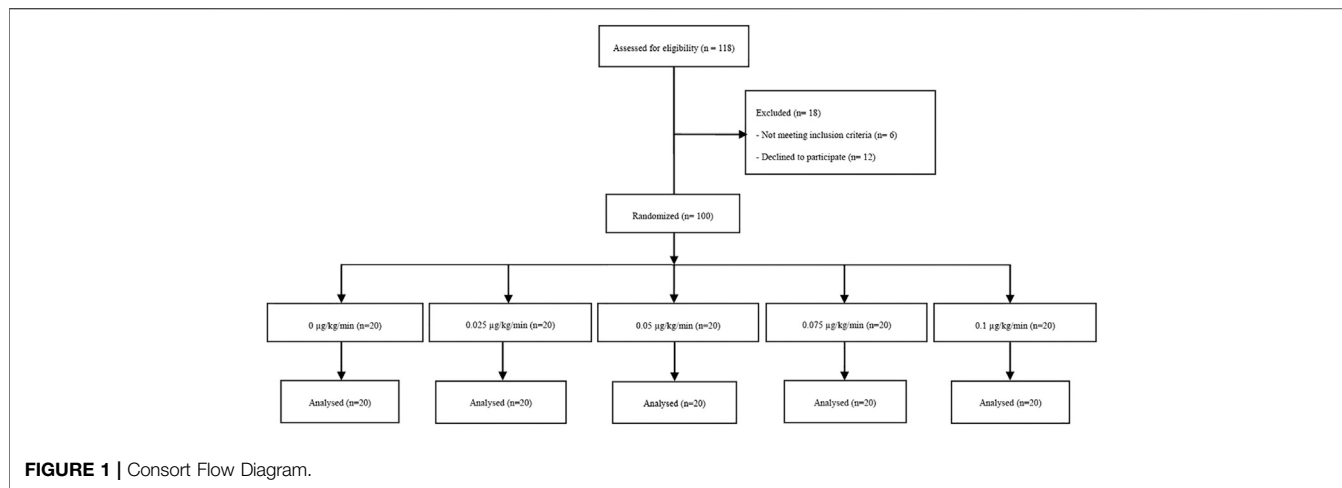 Assessed for eligibility (n = 118)
Excluded (n= 18)
- Not meeting inclusion criteria (n= 6)
- Declined to participate (n= 12)
Randomized (n= 100)
0 µg/kg/min (n=20)
0.025 µg/kg/min (n=20)
0.05 µg/kg/min (n=20)
0.075 µg/kg/min (n=20)
0.1 µg/kg/min (n=20)
Analysed (n=20)
Analysed (n=20)
Analysed (n=20)
Analysed (n=20)
Analysed (n=20)
FIGURE 1 | Consort Flow Diagram.